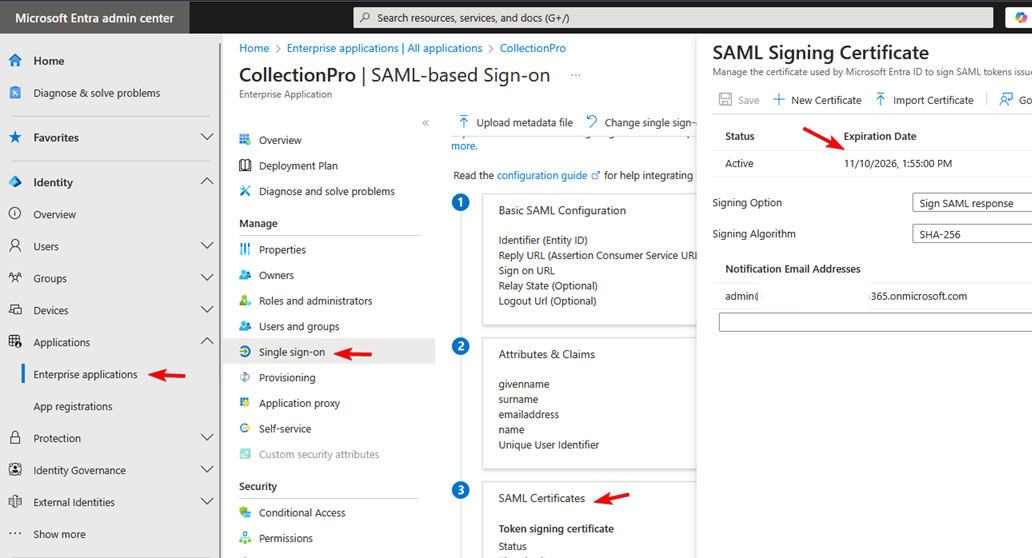 Microsoft Entra admin center
Search resources, services, and docs (G+/)
Home
Diagnose & solve problems
Favorites
Identity
Overview
Users
Groups
Devices
Applications
Enterprise applications
App registrations
Protection
Identity Governance
External Identities
Show more
Home > Enterprise applications | All applications > CollectionPro
CollectionPro | SAML-based Sign-on ...
Enterprise Application
Overview
Deployment Plan
Diagnose and solve problems
Manage
Properties
Owners
Roles and administrators
Users and groups
Single sign-on
Provisioning
Application proxy
Self-service
Custom security attributes
Security
Conditional Access
Permissions
Upload metadata file
Change single sign-
more.
Read the configuration guide for help integrating
1
Basic SAML Configuration
Identifier (Entity ID)
Reply URL (Assertion Consumer Service URL
Sign on URL
Relay State (Optional)
Logout Url (Optional)
2
Attributes & Claims
givenname
surname
emailaddress
name
Unique User Identifier
3
SAML Certificates
Token signing certificate
Status
SAML Signing Certificate
Manage the certificate used by Microsoft Entra ID to sign SAML tokens issue
Save
New Certificate
Import Certificate
Go
Status Expiration Date
Active 11/10/2026, 1:55:00 PM
Signing Option Sign SAML response
Signing Algorithm SHA-256
Notification Email Addresses
admin@ 365.onmicrosoft.com